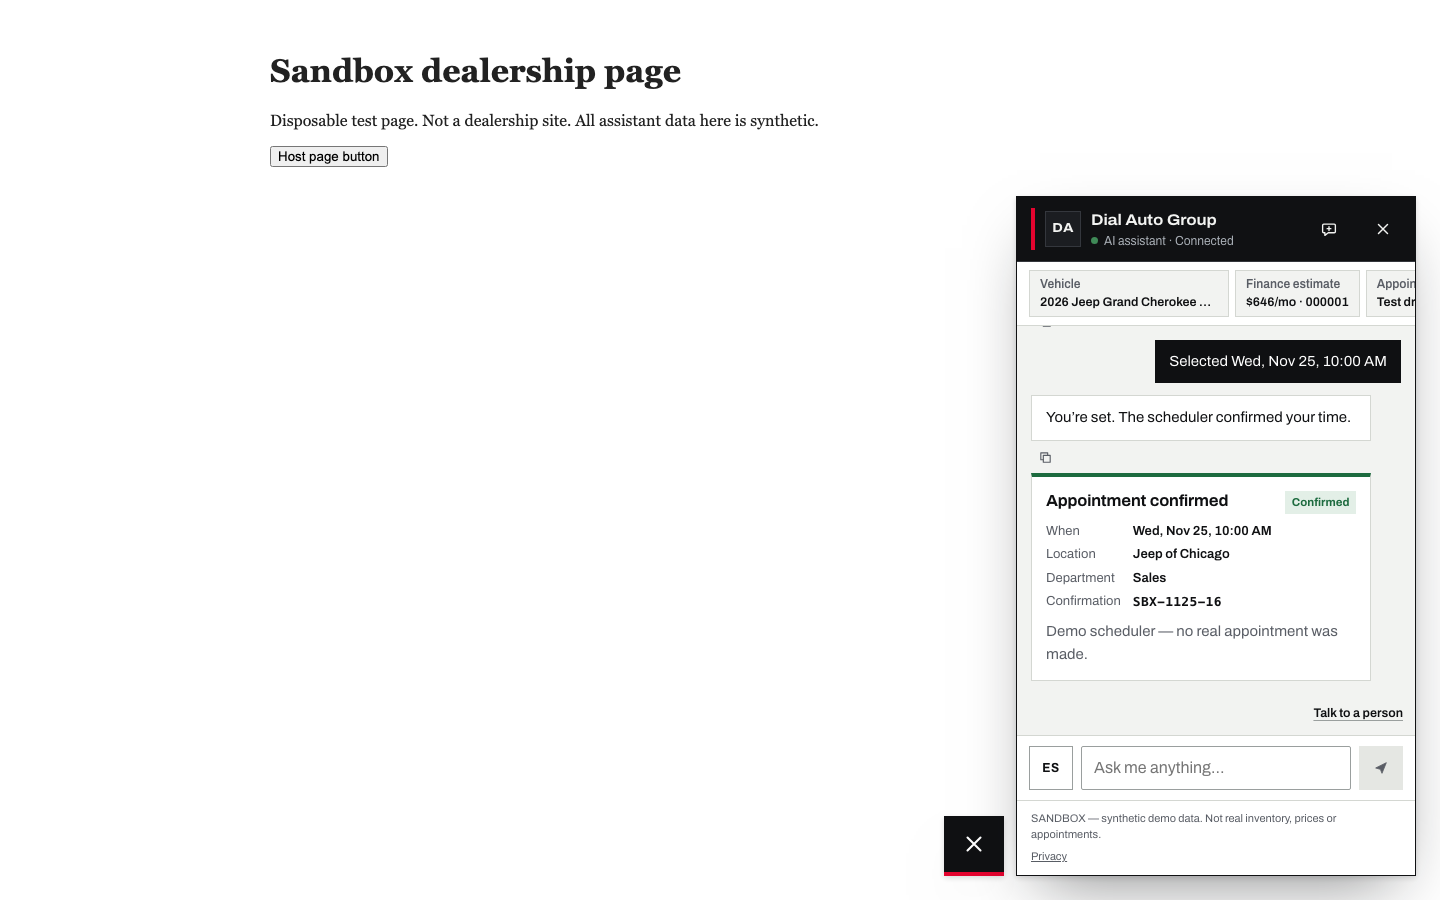 Sandbox dealership page
Disposable test page. Not a dealership site. All assistant data here is synthetic.
Host page button
DA
Dial Auto Group
AI assistant · Connected
Vehicle
2026 Jeep Grand Cherokee ...
Finance estimate
$646/mo · 000001
Appoin
Test dr
Selected Wed, Nov 25, 10:00 AM
You’re set. The scheduler confirmed your time.
Appointment confirmed
Confirmed
When Wed, Nov 25, 10:00 AM
Location Jeep of Chicago
Department Sales
Confirmation SBX–1125–16
Demo scheduler — no real appointment was
made.
Talk to a person
ES
Ask me anything...
SANDBOX — synthetic demo data. Not real inventory, prices or
appointments.
Privacy